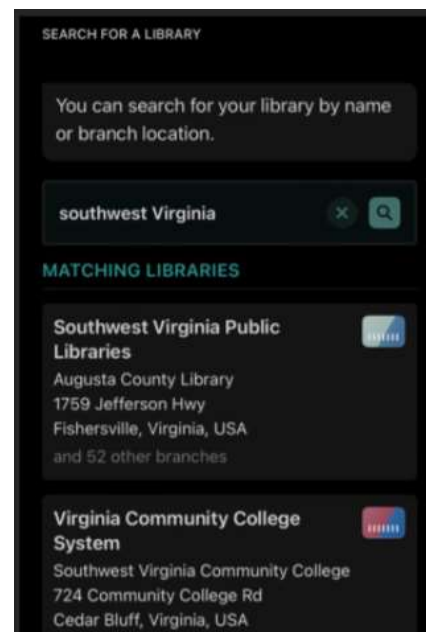 SEARCH FOR A LIBRARY
You can search for your library by name
or branch location.
southwest Virginia
MATCHING LIBRARIES
Southwest Virginia Public
Libraries
Augusta County Library
1759 Jefferson Hwy
Fishersville, Virginia, USA
and 52 other branches
Virginia Community College
System
Southwest Virginia Community College
724 Community College Rd
Cedar Bluff, Virginia, USA